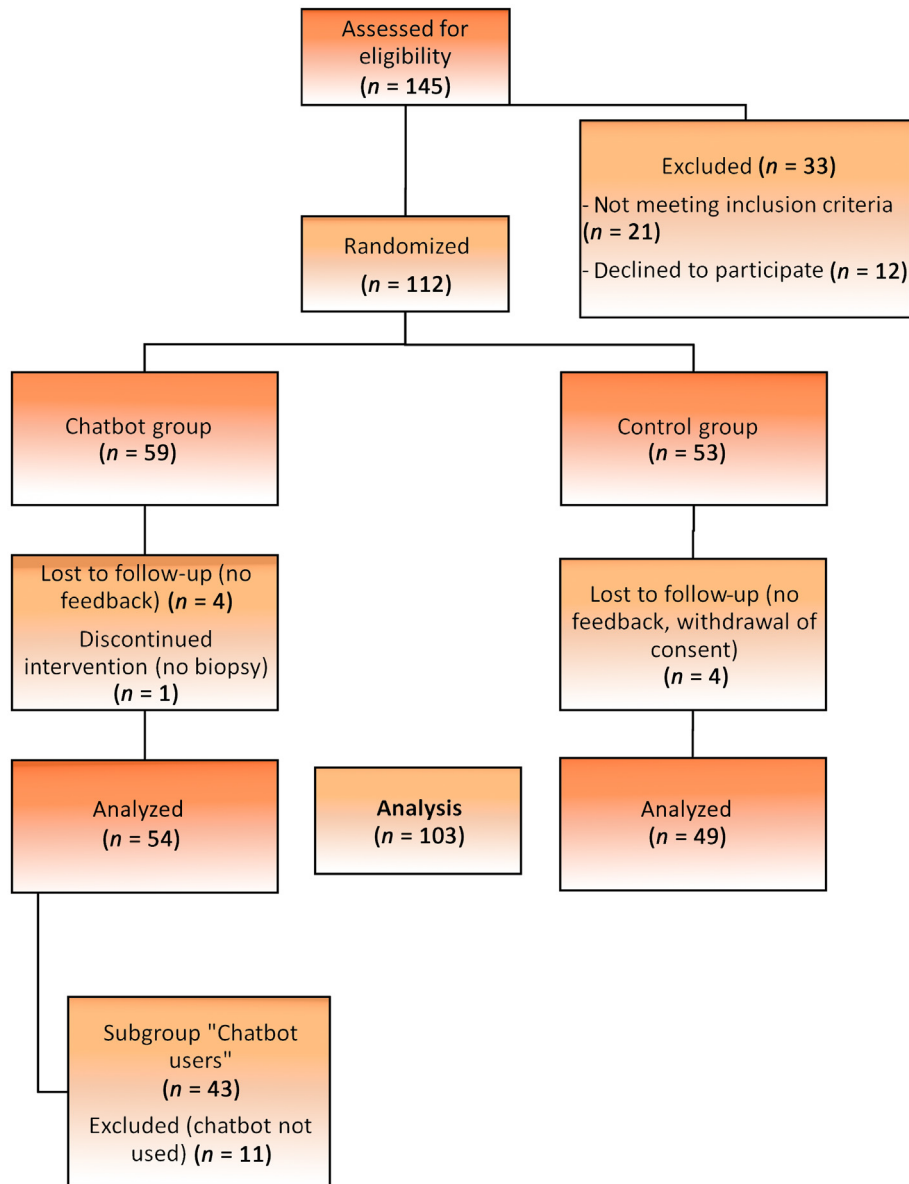 Assessed for
eligibility
(n = 145)
Excluded (n = 33)
- Not meeting inclusion criteria
(n = 21)
- Declined to participate (n = 12)
Randomized
(n = 112)
Chatbot group
(n = 59)
Control group
(n = 53)
Lost to follow-up (no
feedback) (n = 4)
Discontinued
intervention (no biopsy)
(n = 1)
Lost to follow-up (no
feedback, withdrawal of
consent)
(n = 4)
Analyzed
(n = 54)
Analysis
(n = 103)
Analyzed
(n = 49)
Subgroup "Chatbot
users"
(n = 43)
Excluded (chatbot not
used) (n = 11)